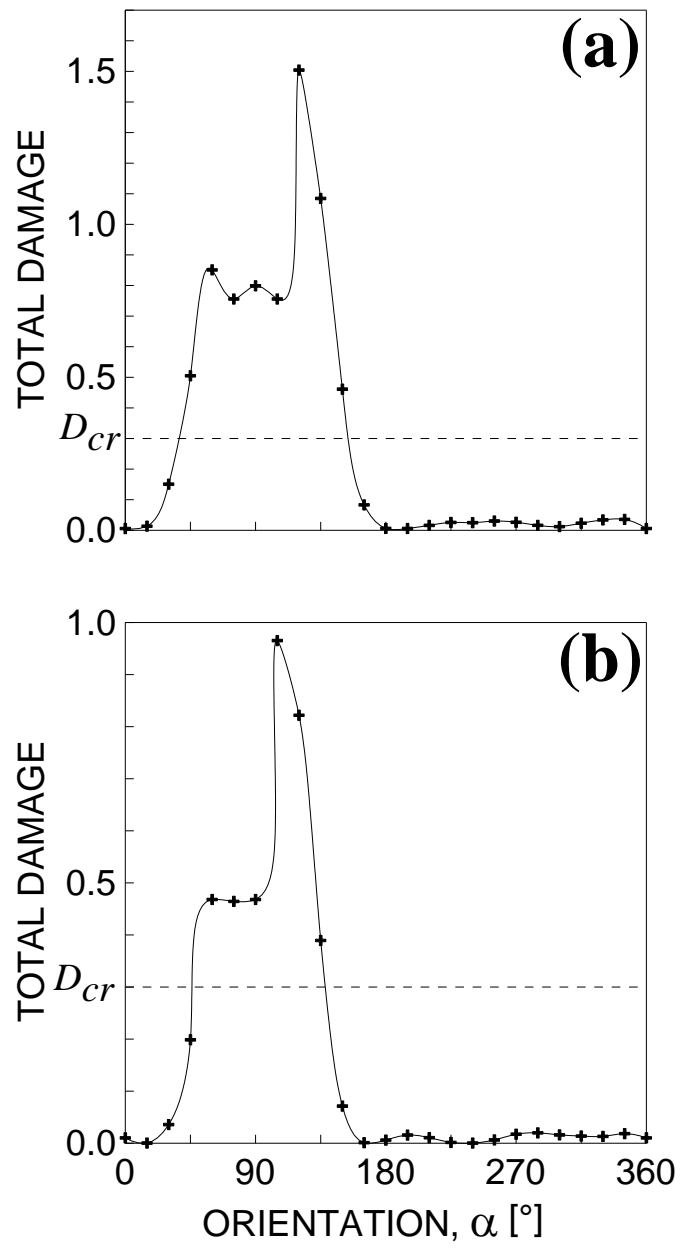 (a)
TOTAL DAMAGE
1.5
1.0
0.5
D_cr
0.0
(b)
TOTAL DAMAGE
1.0
0.5
D_cr
0.0
0 90 180 270 360
ORIENTATION, α [°]